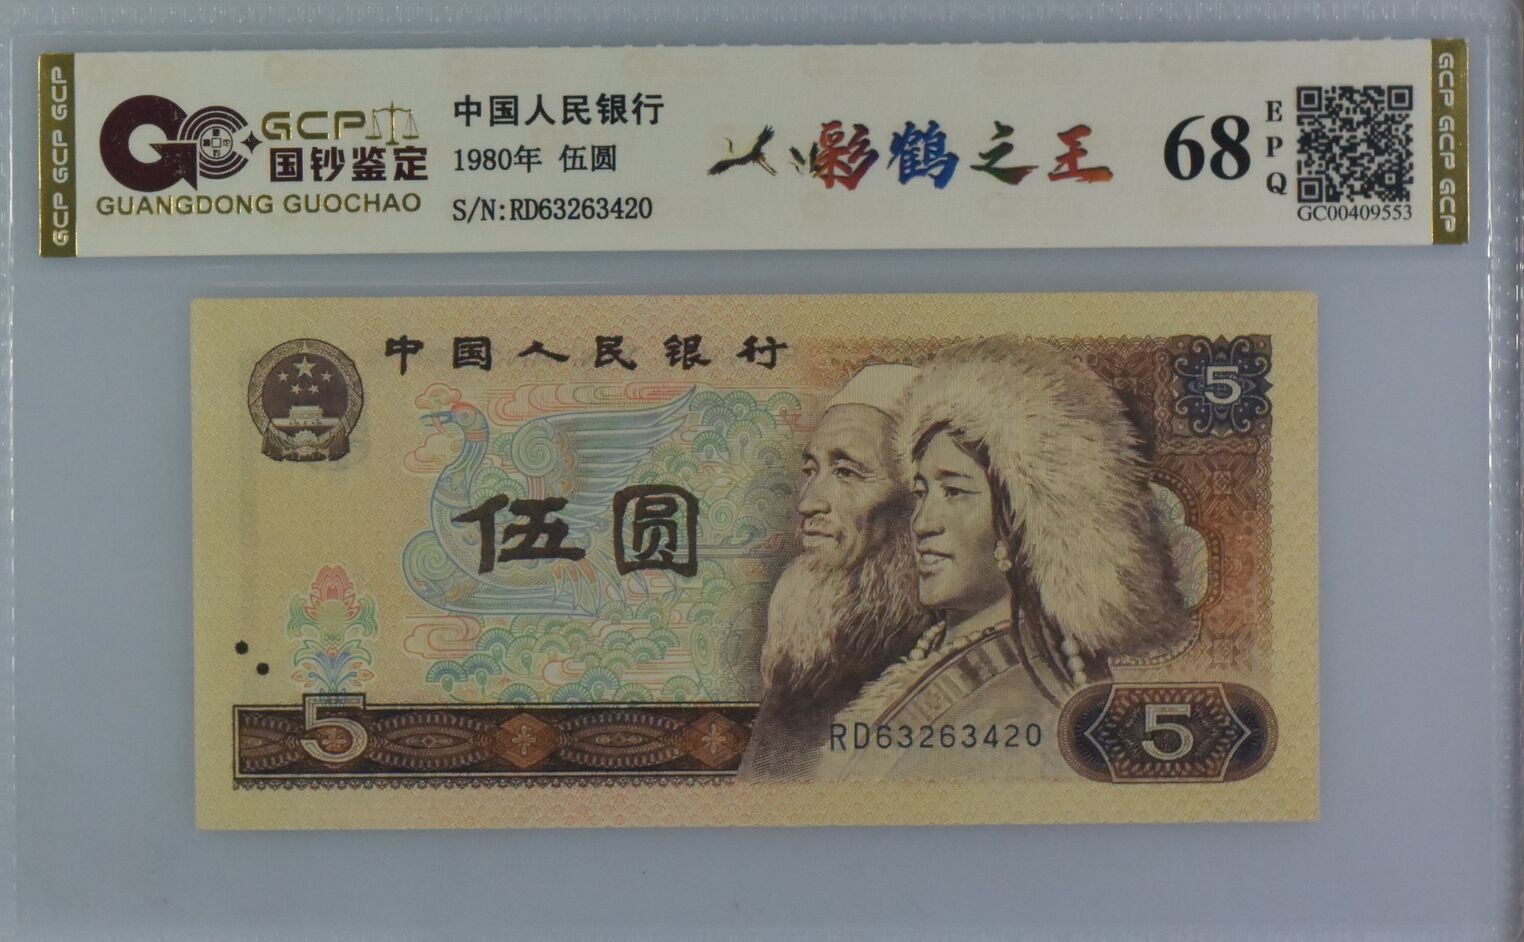 GCP GCP GCP
GCP
国钞鉴定
GUANGDONG GUOCHAO
中国人民银行
1980年 伍圆
S/N:RD63263420
彩鹤之王
68
EPQ
GC00409553
GCP GCP GCP
中国人民银行
5
伍圆
5
RD63263420
5